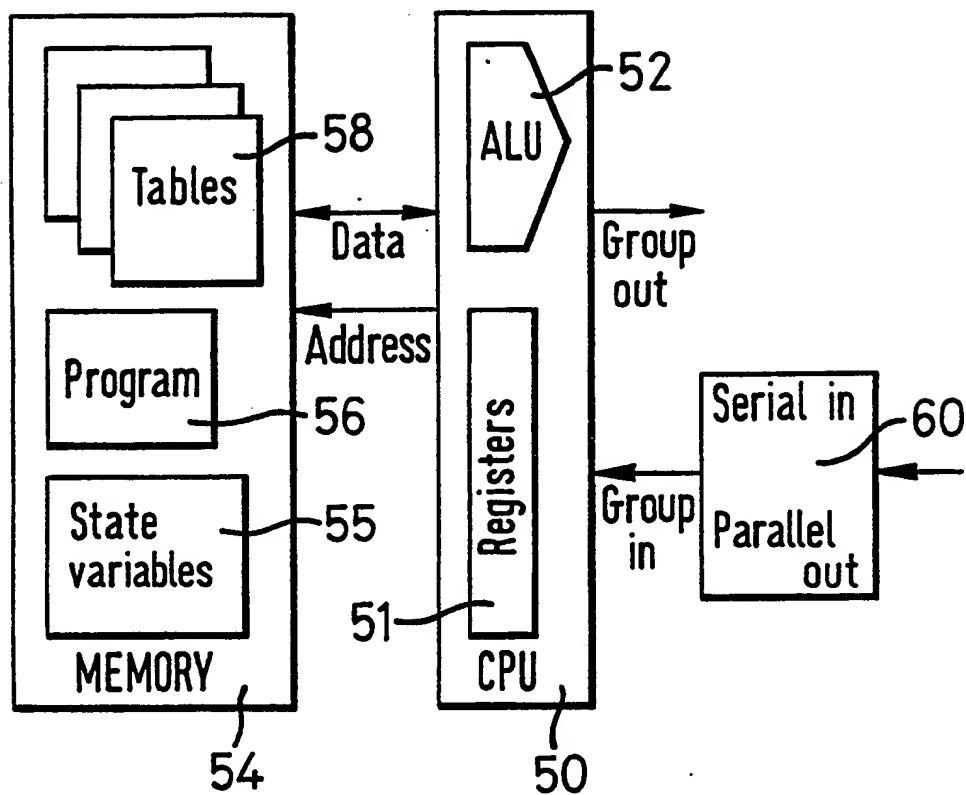 58
Tables
Program
56
State
variables
55
MEMORY
54
Data
Address
52
ALU
Registers
51
CPU
50
Group
out
Group
in
Serial in
60
Parallel
out